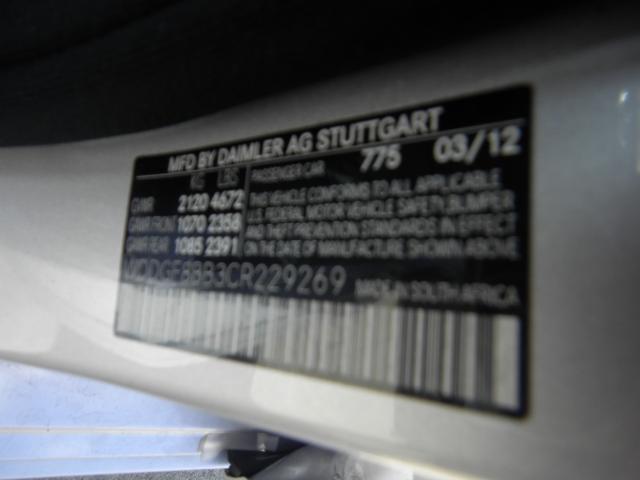 MFD BY DAIMLER AG STUTTGART
KG LBS PASSENGER CAR 775 03/12
GVWR 2120 4672 THIS VEHICLE CONFORMS TO ALL APPLICABLE
GAWR FRONT 1070 2358 U.S. FEDERAL MOTOR VEHICLE SAFETY BUMPER
GAWR REAR 1085 2391 AND THEFT PREVENTION STANDARDS IN EFFECT
ON THE DATE OF MANUFACTURE SHOWN ABOVE
WDDGF8BB3CR229269 MADE IN SOUTH AFRICA